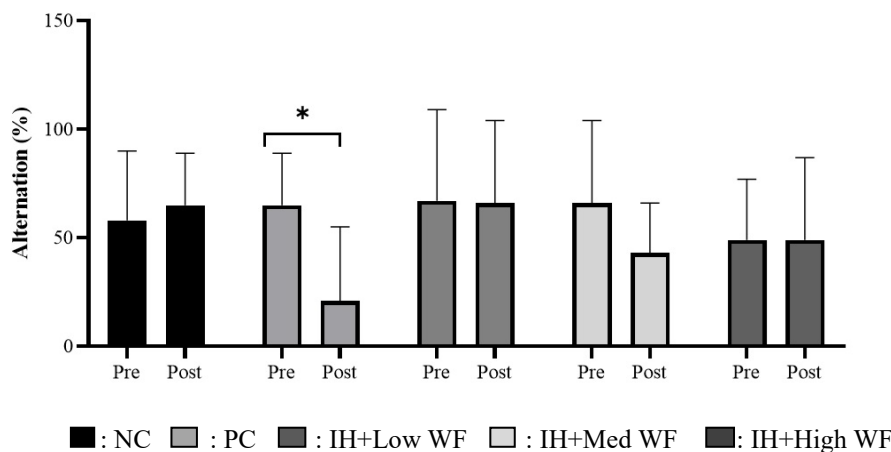 150
100
50
0
Alternation (%)
*
Pre Post Pre Post Pre Post Pre Post Pre Post
: NC : PC : IH+Low WF : IH+Med WF : IH+High WF